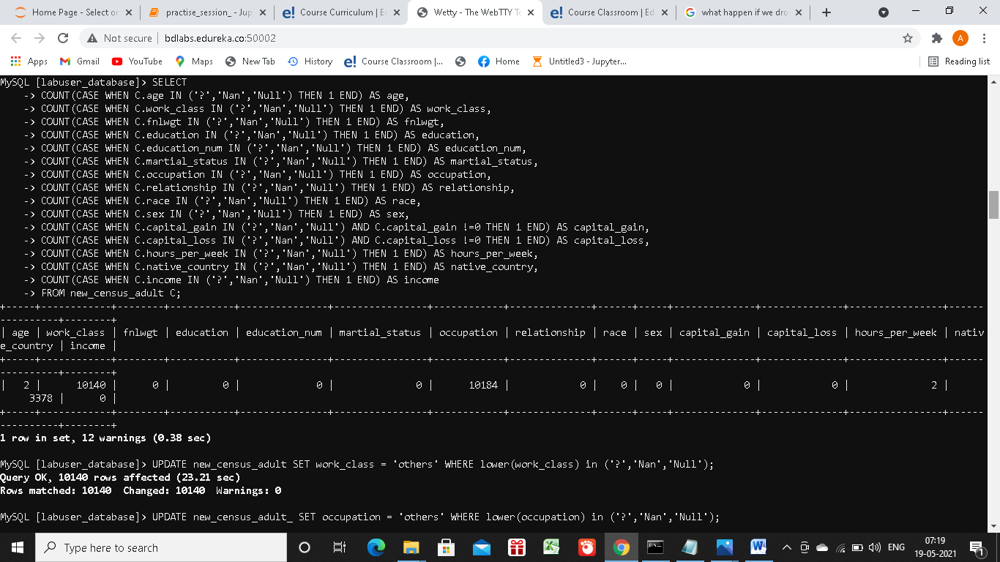 Home Page - Select or
practise_session_ - Jup
Course Curriculum | Ed
Wetty - The WebTTY Te
Course Classroom | Ed
what happen if we dro
Not secure | bdlabs.edureka.co:50002
A
Apps Gmail YouTube Maps New Tab History Course Classroom |... Home Untitled3 - Jupyter... Reading list
MySQL [labuser_database]> SELECT
-> COUNT(CASE WHEN C.age IN ('?','Nan','Null') THEN 1 END) AS age,
-> COUNT(CASE WHEN C.work_class IN ('?','Nan','Null') THEN 1 END) AS work_class,
-> COUNT(CASE WHEN C.fnlwgt IN ('?','Nan','Null') THEN 1 END) AS fnlwgt,
-> COUNT(CASE WHEN C.education IN ('?','Nan','Null') THEN 1 END) AS education,
-> COUNT(CASE WHEN C.education_num IN ('?','Nan','Null') THEN 1 END) AS education_num,
-> COUNT(CASE WHEN C.martial_status IN ('?','Nan','Null') THEN 1 END) AS martial_status,
-> COUNT(CASE WHEN C.occupation IN ('?','Nan','Null') THEN 1 END) AS occupation,
-> COUNT(CASE WHEN C.relationship IN ('?','Nan','Null') THEN 1 END) AS relationship,
-> COUNT(CASE WHEN C.race IN ('?','Nan','Null') THEN 1 END) AS race,
-> COUNT(CASE WHEN C.sex IN ('?','Nan','Null') THEN 1 END) AS sex,
-> COUNT(CASE WHEN C.capital_gain IN ('?','Nan','Null') AND C.capital_gain !=0 THEN 1 END) AS capital_gain,
-> COUNT(CASE WHEN C.capital_loss IN ('?','Nan','Null') AND C.capital_loss !=0 THEN 1 END) AS capital_loss,
-> COUNT(CASE WHEN C.hours_per_week IN ('?','Nan','Null') THEN 1 END) AS hours_per_week,
-> COUNT(CASE WHEN C.native_country IN ('?','Nan','Null') THEN 1 END) AS native_country,
-> COUNT(CASE WHEN C.income IN ('?','Nan','Null') THEN 1 END) AS income
-> FROM new_census_adult C;
| age | work_class | fnlwgt | education | education_num | martial_status | occupation | relationship | race | sex | capital_gain | capital_loss | hours_per_week | nativ
e_country | income |
| 2 | 10140 | 0 | 0 | 0 | 0 | 10184 | 0 | 0 | 0 | 0 | 0 | 2 |
3378 | 0 |
1 row in set, 12 warnings (0.38 sec)
MySQL [labuser_database]> UPDATE new_census_adult SET work_class = 'others' WHERE lower(work_class) in ('?','Nan','Null');
Query OK, 10140 rows affected (23.21 sec)
Rows matched: 10140 Changed: 10140 Warnings: 0
MySQL [labuser_database]> UPDATE new_census_adult_ SET occupation = 'others' WHERE lower(occupation) in ('?','Nan','Null');
Type here to search
ENG
07:19
19-05-2021
1